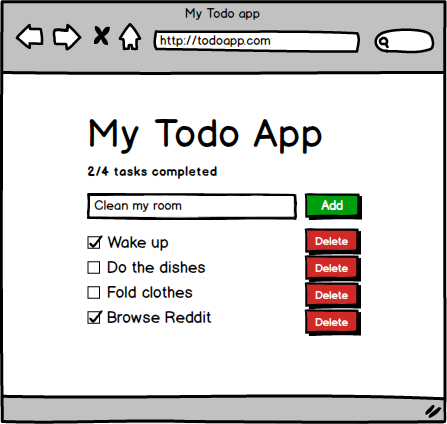 My Todo app
http://todoapp.com
My Todo App
2/4 tasks completed
Clean my room Add
Wake up Delete
Do the dishes Delete
Fold clothes Delete
Browse Reddit Delete